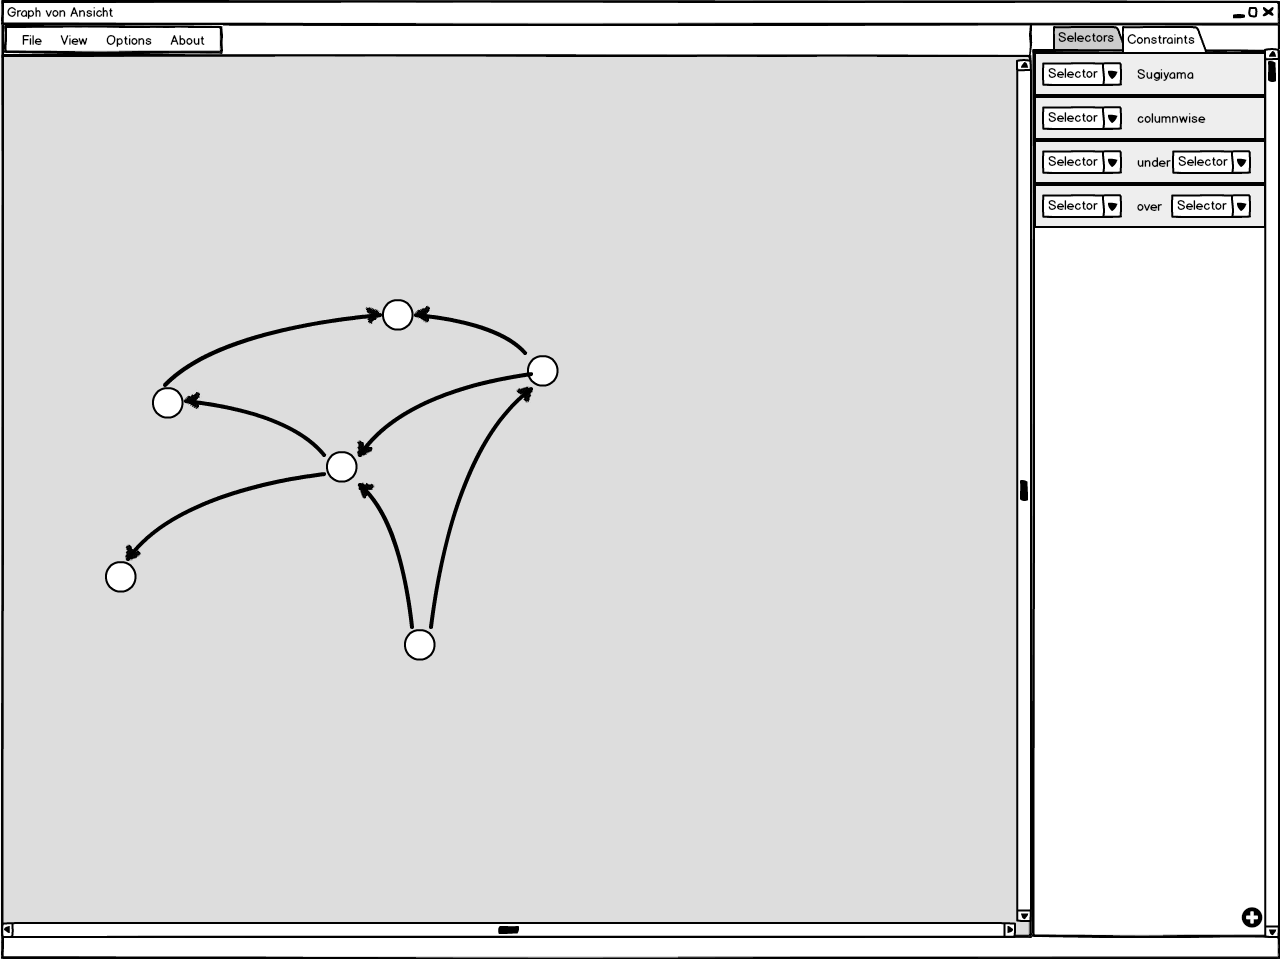 Graph von Ansicht
File View Options About
Selectors Constraints
Selector Sugiyama
Selector columnwise
Selector under Selector
Selector over Selector